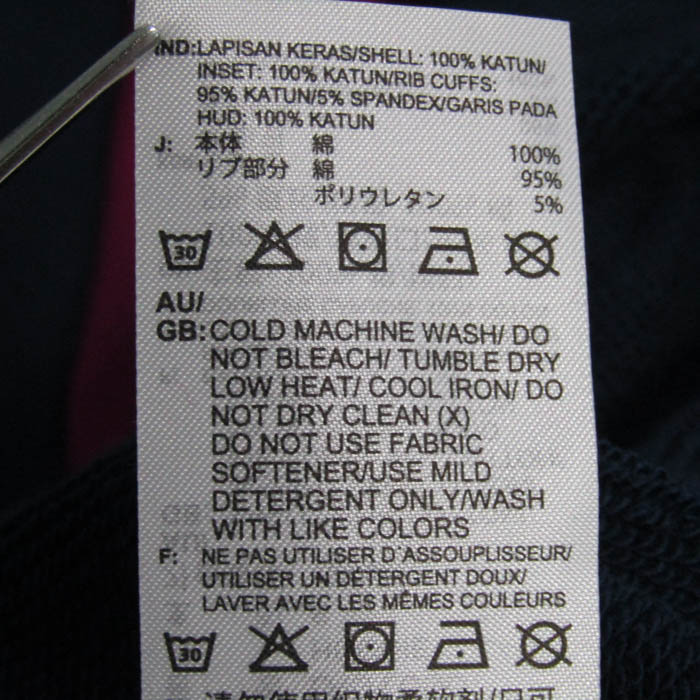 IND:LAPISAN KERAS/SHELL: 100% KATUN/
INSET: 100% KATUN/RIB CUFFS:
95% KATUN/5% SPANDEX/GARIS PADA
HUD: 100% KATUN
J: 本体 綿 100%
リブ部分 綿 95%
ポリウレタン 5%
30
AU/
GB: COLD MACHINE WASH/ DO
NOT BLEACH/ TUMBLE DRY
LOW HEAT/ COOL IRON/ DO
NOT DRY CLEAN (X)
DO NOT USE FABRIC
SOFTENER/USE MILD
DETERGENT ONLY/WASH
WITH LIKE COLORS
F: NE PAS UTILISER D'ASSOUPLISSEUR/
UTILISER UN DÉTERGENT DOUX/
LAVER AVEC LES MÊMES COULEURS
30